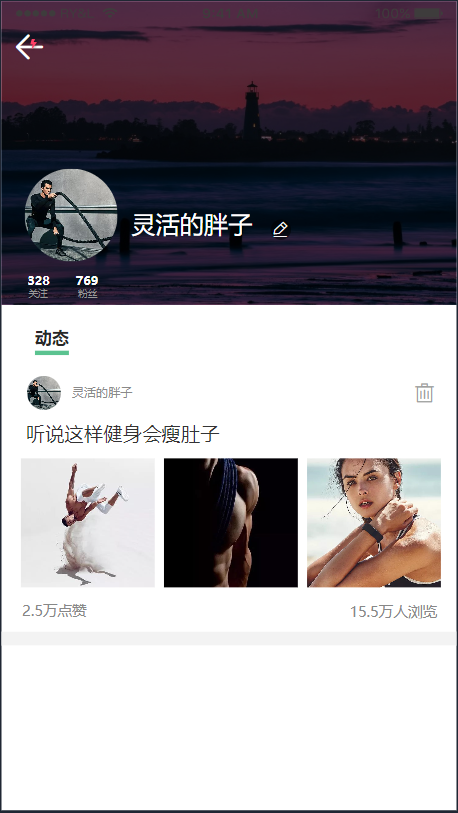 100%
灵活的胖子
328 769
关注 粉丝
动态
灵活的胖子
听说这样健身会瘦肚子
2.5万点赞 15.5万人浏览